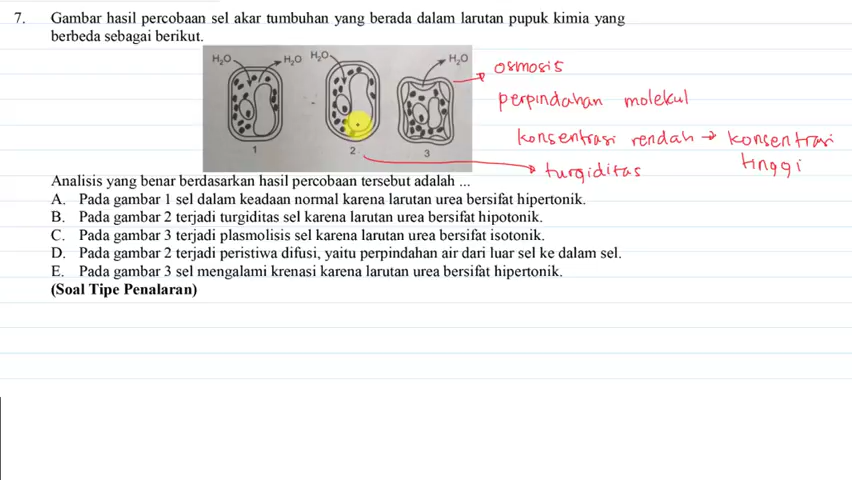 7. Gambar hasil percobaan sel akar tumbuhan yang berada dalam larutan pupuk kimia yang
berbeda sebagai berikut.
H₂O H₂O H₂O H₂O
1 2 3
osmosis
perpindahan molekul
konsentrasi rendah → konsentrasi
tinggi
turgiditas
Analisis yang benar berdasarkan hasil percobaan tersebut adalah ...
A. Pada gambar 1 sel dalam keadaan normal karena larutan urea bersifat hipertonik.
B. Pada gambar 2 terjadi turgiditas sel karena larutan urea bersifat hipotonik.
C. Pada gambar 3 terjadi plasmolisis sel karena larutan urea bersifat isotonik.
D. Pada gambar 2 terjadi peristiwa difusi, yaitu perpindahan air dari luar sel ke dalam sel.
E. Pada gambar 3 sel mengalami krenasi karena larutan urea bersifat hipertonik.
(Soal Tipe Penalaran)